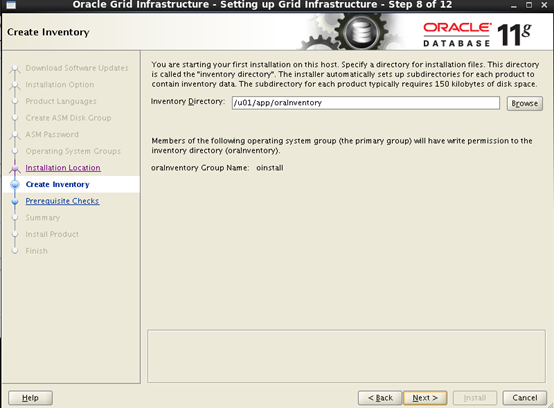 Oracle Grid Infrastructure - Setting up Grid Infrastructure - Step 8 of 12
Create Inventory
ORACLE
DATABASE 11g
Download Software Updates
Installation Option
Product Languages
Create ASM Disk Group
ASM Password
Operating System Groups
Installation Location
Create Inventory
Prerequisite Checks
Summary
Install Product
Finish
You are starting your first installation on this host. Specify a directory for installation files. This directory
is called the "inventory directory". The installer automatically sets up subdirectories for each product to
contain inventory data. The subdirectory for each product typically requires 150 kilobytes of disk space.
Inventory Directory: /u01/app/oraInventory Browse
Members of the following operating system group (the primary group) will have write permission to the
inventory directory (oraInventory).
oraInventory Group Name: oinstall
Help < Back Next > Install Cancel